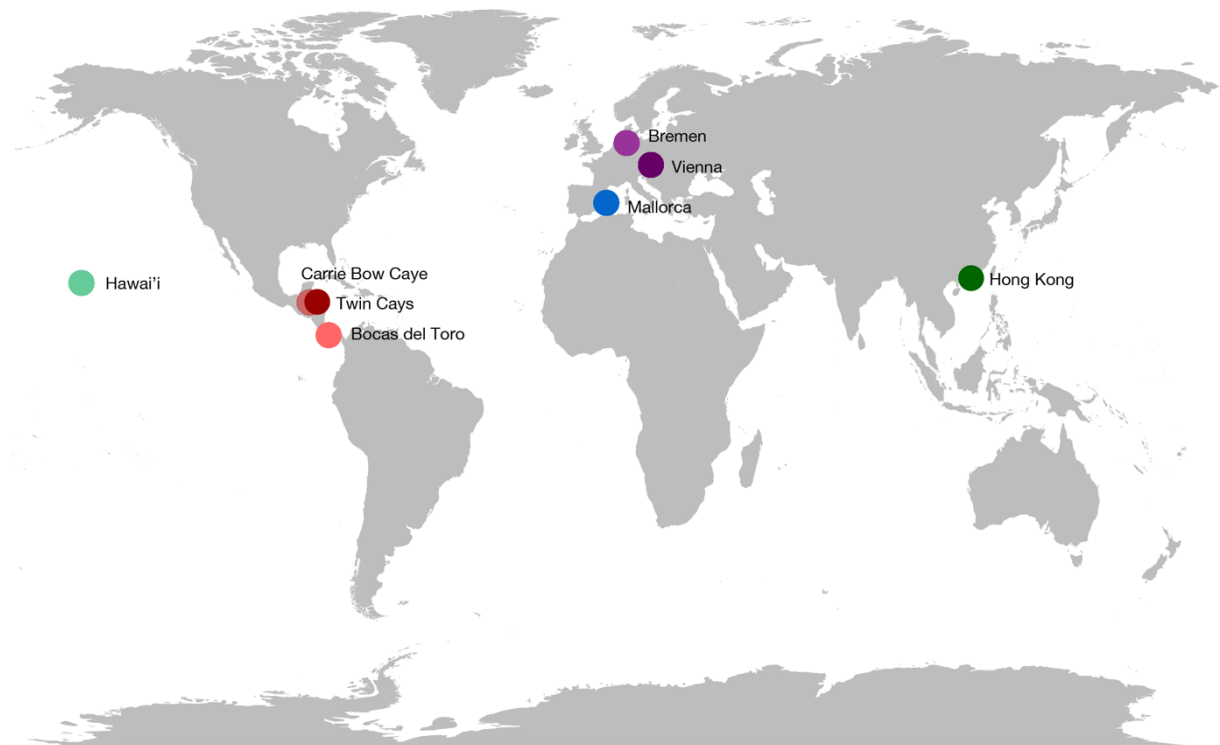 Bremen
Vienna
Mallorca
Carrie Bow Caye
Hawai'i
Hong Kong
Twin Cays
Bocas del Toro